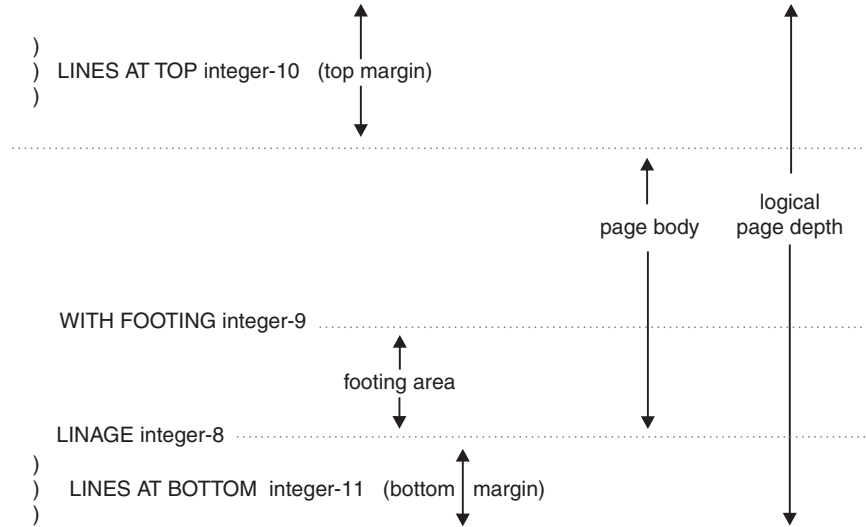 )
) LINES AT TOP integer-10 (top margin)
)
logical
page body page depth
WITH FOOTING integer-9
footing area
LINAGE integer-8
)
) LINES AT BOTTOM integer-11 (bottom margin)
)